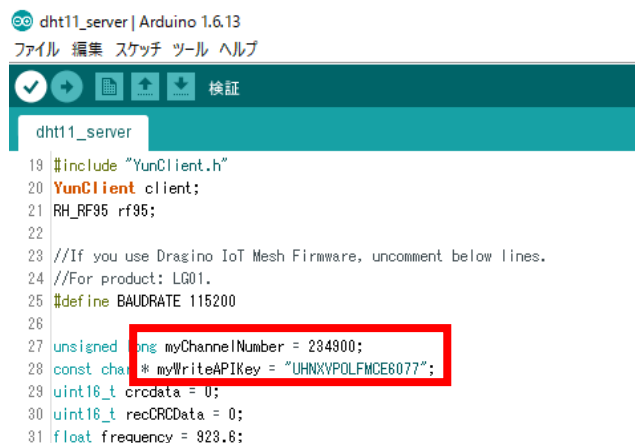 dht11_server | Arduino 1.6.13
ファイル 編集 スケッチ ツール ヘルプ
検証
dht11_server
19 #include "YunClient.h"
20 YunClient client;
21 RH_RF95 rf95;
22
23 //If you use Dragino IoT Mesh Firmware, uncomment below lines.
24 //For product: LG01.
25 #define BAUDRATE 115200
26
27 unsigned long myChannelNumber = 234900;
28 const char * myWriteAPIKey = "UHNXVPOLFMCE6077";
29 uint16_t crcdata = 0;
30 uint16_t recCRCData = 0;
31 float frequency = 923.6;